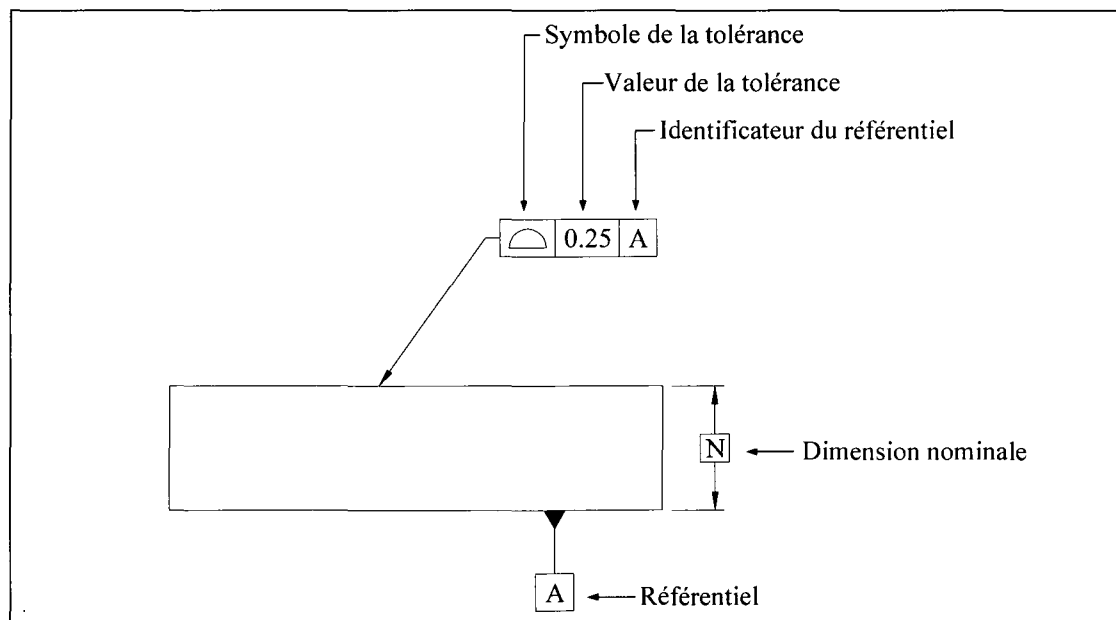 Symbole de la tolérance
Valeur de la tolérance
Identificateur du référentiel
0.25 A
N
Dimension nominale
A
Référentiel